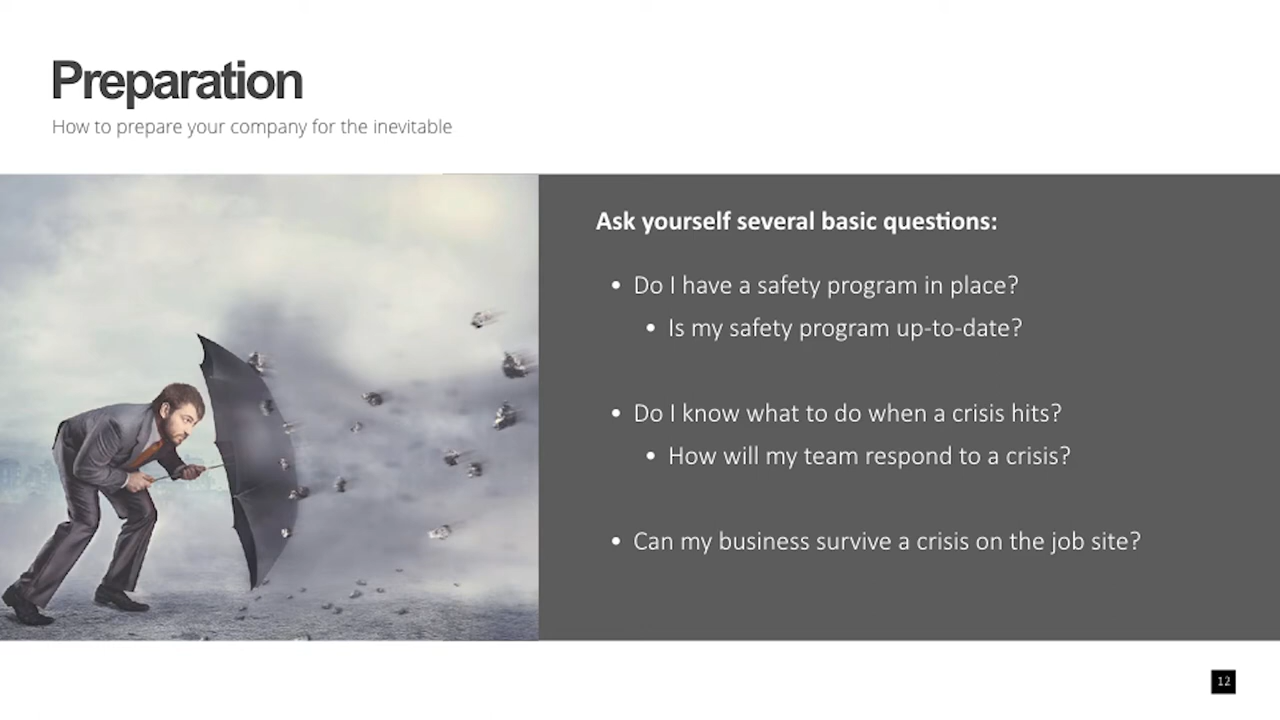 Preparation
How to prepare your company for the inevitable
Ask yourself several basic questions:
• Do I have a safety program in place?
• Is my safety program up-to-date?
• Do I know what to do when a crisis hits?
• How will my team respond to a crisis?
• Can my business survive a crisis on the job site?
12